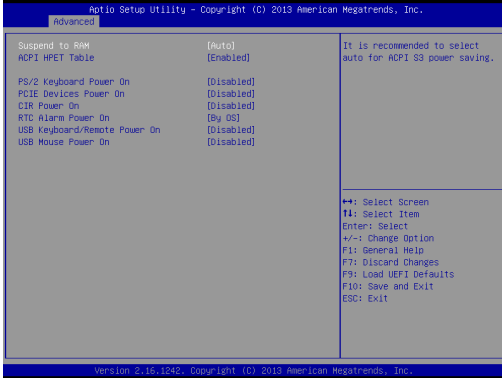 Aptio Setup Utility – Copyright (C) 2013 American Megatrends, Inc.
Advanced
Suspend to RAM [Auto]
ACPI HPET Table [Enabled]
PS/2 Keyboard Power On [Disabled]
PCIE Devices Power On [Disabled]
CIR Power On [Disabled]
RTC Alarm Power On [By OS]
USB Keyboard/Remote Power On [Disabled]
USB Mouse Power On [Disabled]
It is recommended to select
auto for ACPI S3 power saving.
↔: Select Screen
↑↓: Select Item
Enter: Select
+/-: Change Option
F1: General Help
F7: Discard Changes
F9: Load UEFI Defaults
F10: Save and Exit
ESC: Exit
Version 2.16.1242. Copyright (C) 2013 American Megatrends, Inc.